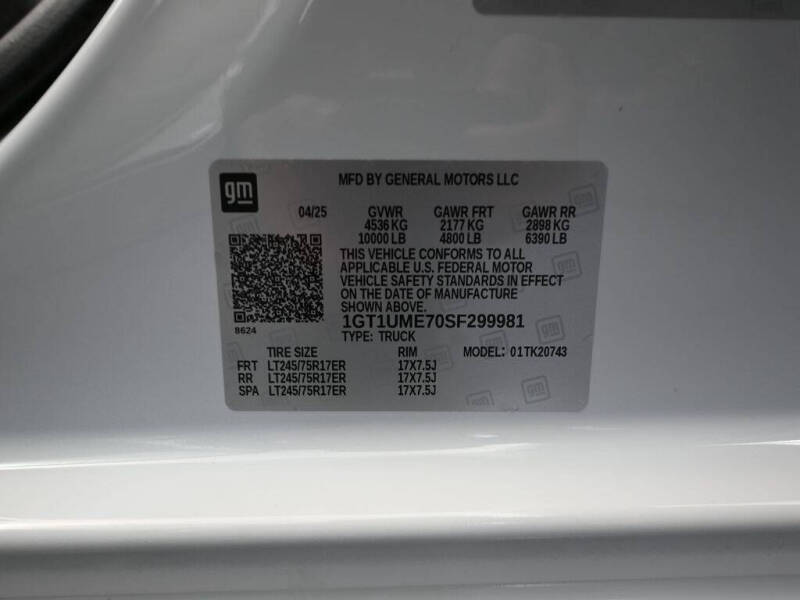 gm
MFD BY GENERAL MOTORS LLC
04/25 GVWR GAWR FRT GAWR RR
4536 KG 2177 KG 2898 KG
10000 LB 4800 LB 6390 LB
THIS VEHICLE CONFORMS TO ALL
APPLICABLE U.S. FEDERAL MOTOR
VEHICLE SAFETY STANDARDS IN EFFECT
ON THE DATE OF MANUFACTURE
SHOWN ABOVE.
8624
1GT1UME70SF299981
TYPE: TRUCK
TIRE SIZE RIM MODEL: 01TK20743
FRT LT245/75R17ER 17X7.5J
RR LT245/75R17ER 17X7.5J
SPA LT245/75R17ER 17X7.5J